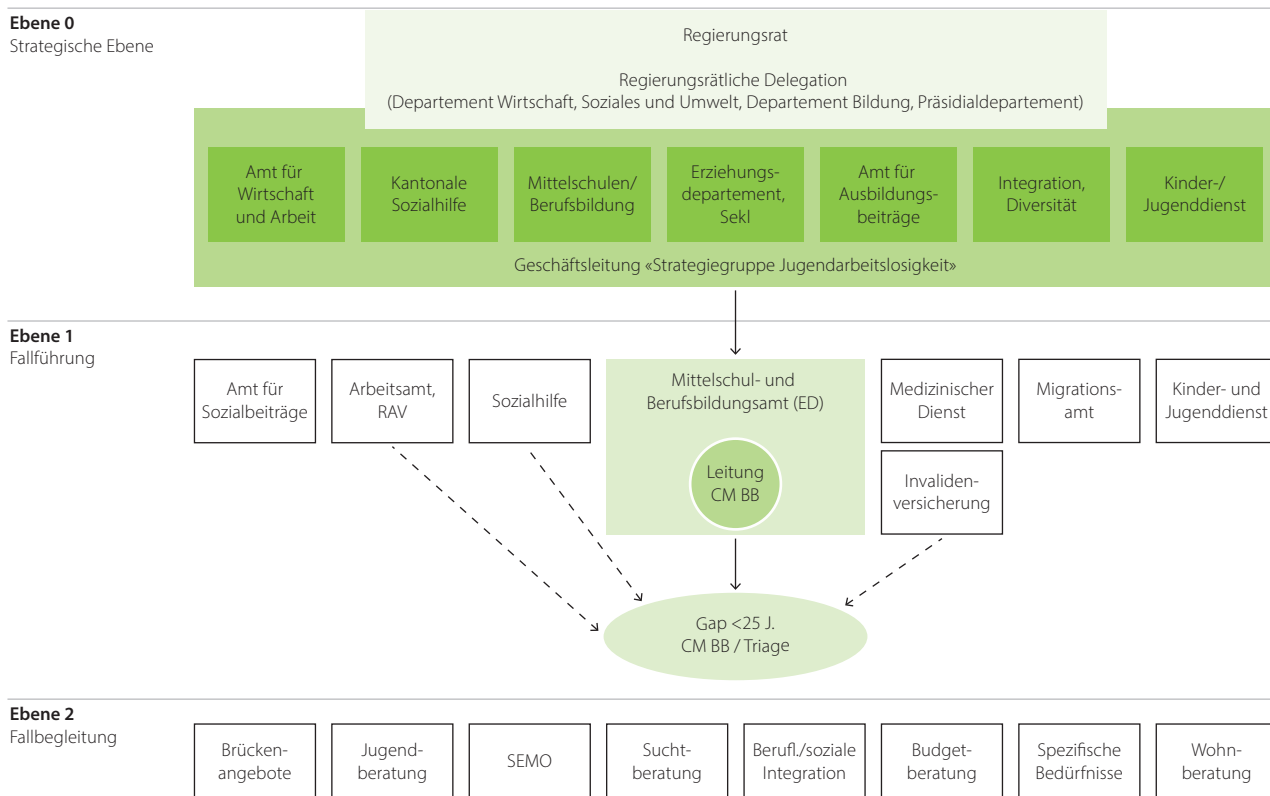 Ebene 0
Strategische Ebene
Regierungsrat
Regierungsrätliche Delegation
(Departement Wirtschaft, Soziales und Umwelt, Departement Bildung, Präsidialdepartement)
Amt für
Wirtschaft
und Arbeit
Kantonale
Sozialhilfe
Mittelschulen/
Berufsbildung
Erziehungs-
departement,
Sekl
Amt für
Ausbildungs-
beiträge
Integration,
Diversität
Kinder-/
Jugenddienst
Geschäftsleitung «Strategiegruppe Jugendarbeitslosigkeit»
Ebene 1
Fallführung
Amt für
Sozialbeiträge
Arbeitsamt,
RAV
Sozialhilfe
Mittelschul- und
Berufsbildungsamt (ED)
Leitung
CM BB
Medizinischer
Dienst
Migrations-
amt
Kinder- und
Jugenddienst
Invaliden-
versicherung
Gap <25 J.
CM BB / Triage
Ebene 2
Fallbegleitung
Brücken-
angebote
Jugend-
beratung
SEMO
Sucht-
beratung
Berufl./soziale
Integration
Budget-
beratung
Spezifische
Bedürfnisse
Wohn-
beratung